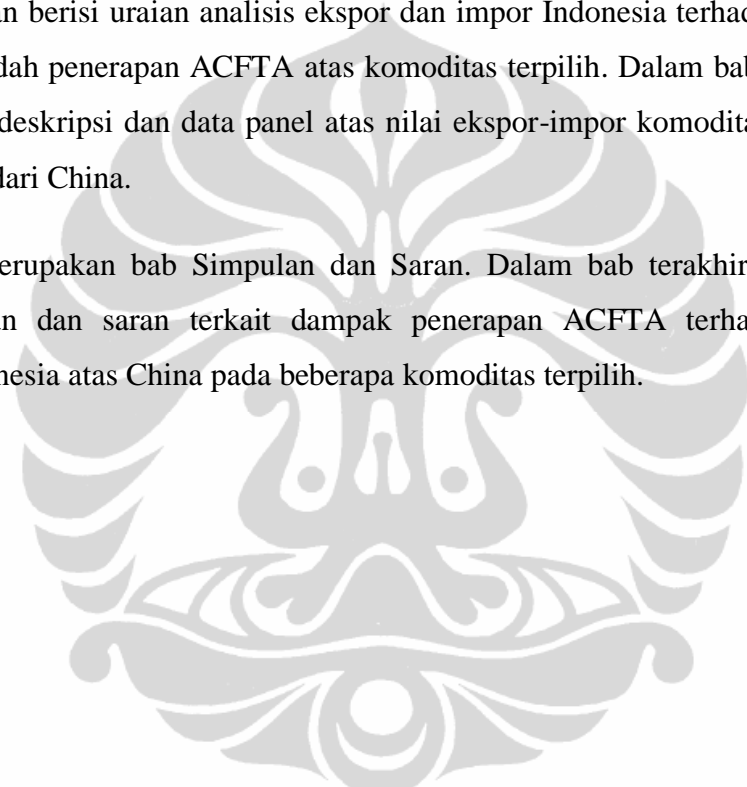 an berisi uraian analisis ekspor dan impor Indonesia terhad
dah penerapan ACFTA atas komoditas terpilih. Dalam bab
deskripsi dan data panel atas nilai ekspor-impor komodita
dari China.
erupakan bab Simpulan dan Saran. Dalam bab terakhir
n dan saran terkait dampak penerapan ACFTA terha
nesia atas China pada beberapa komoditas terpilih.